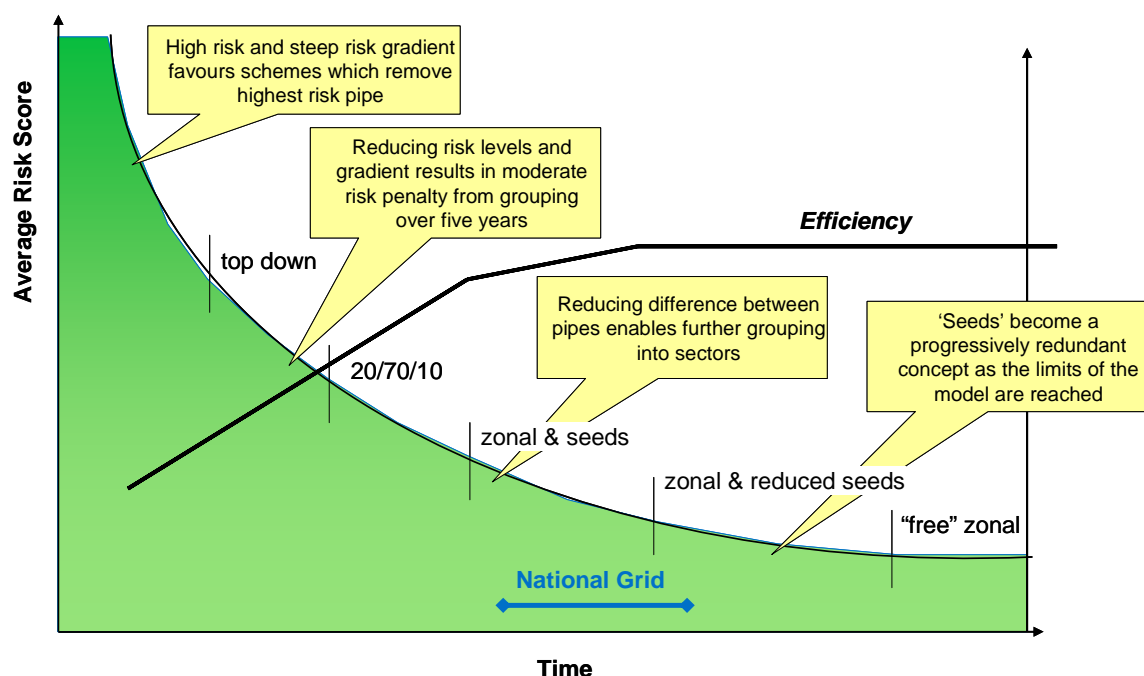 High risk and steep risk gradient
favours schemes which remove
highest risk pipe
Average Risk Score
Reducing risk levels and
gradient results in moderate
risk penalty from grouping
over five years
Efficiency
top down
Reducing difference between
pipes enables further grouping
into sectors
‘Seeds’ become a
progressively redundant
concept as the limits of the
model are reached
20/70/10
zonal & seeds
zonal & reduced seeds
“free” zonal
National Grid
Time